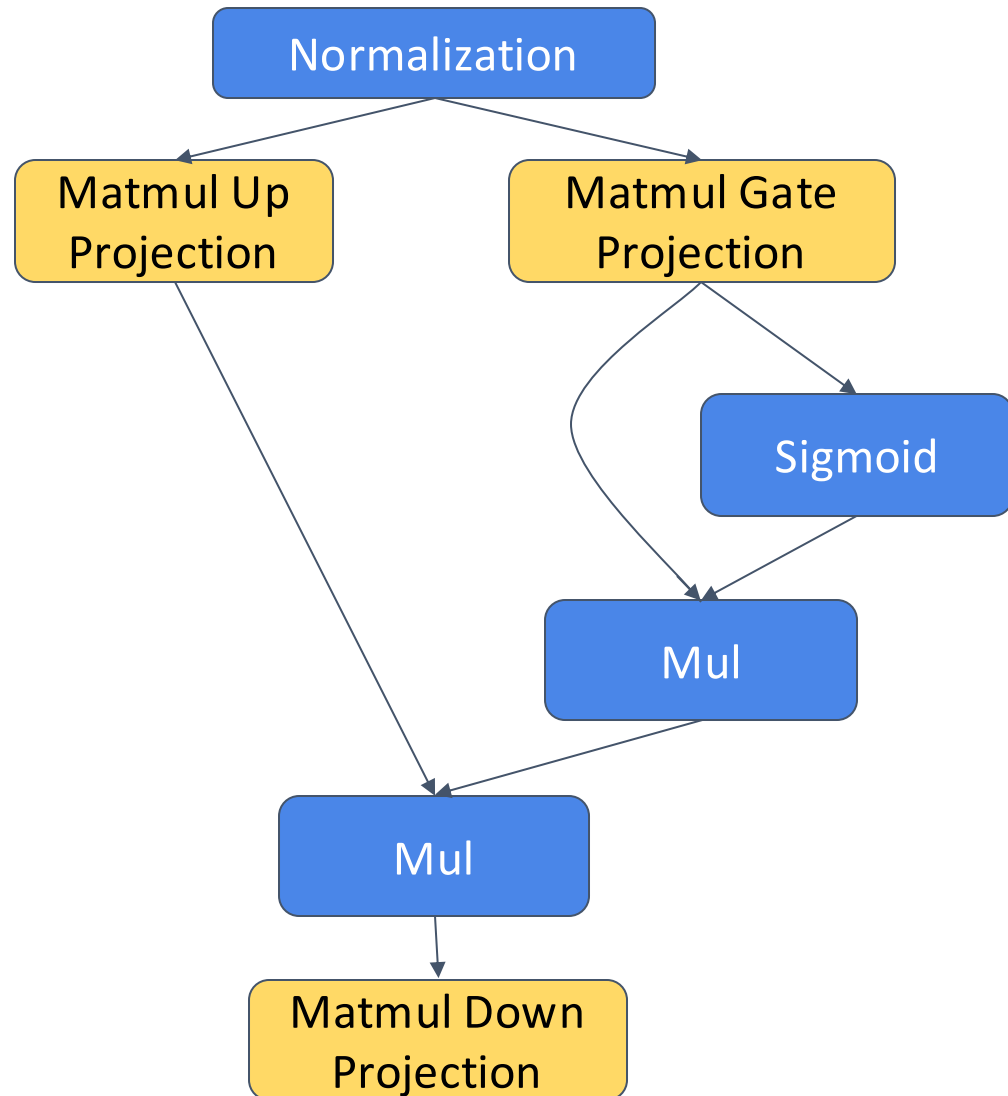 Normalization
Matmul Up
Projection
Matmul Gate
Projection
Sigmoid
Mul
Mul
Matmul Down
Projection